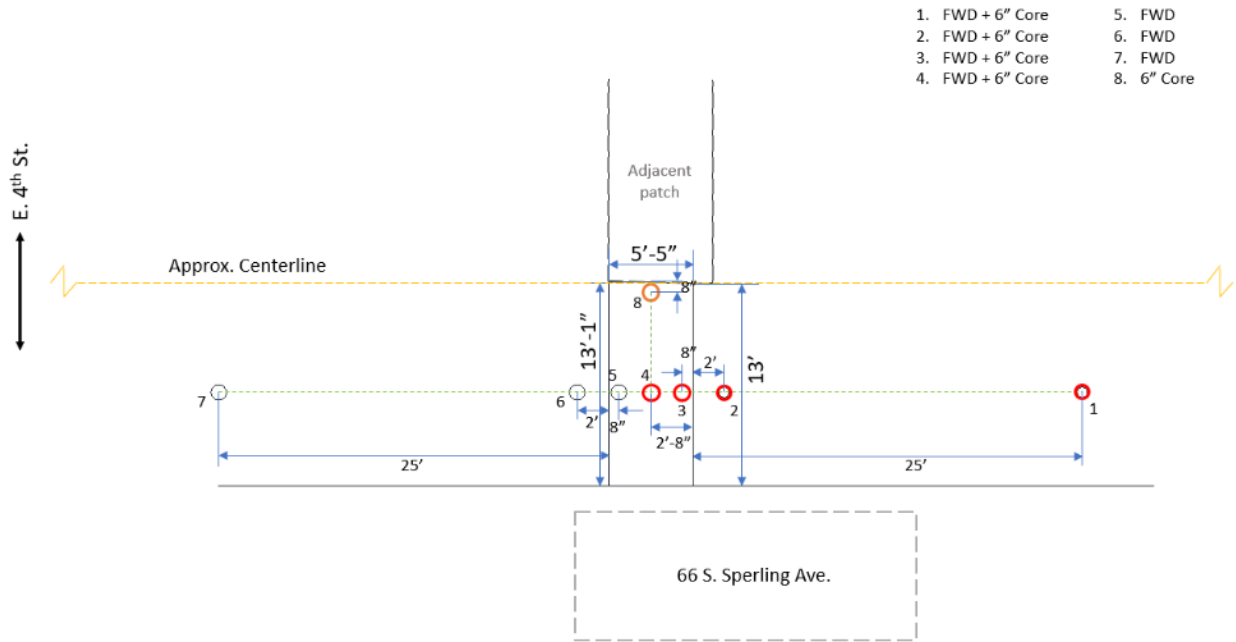 1. FWD + 6” Core
2. FWD + 6” Core
3. FWD + 6” Core
4. FWD + 6” Core
5. FWD
6. FWD
7. FWD
8. 6” Core
E. 4th St.
Adjacent
patch
5’-5”
Approx. Centerline
8
8”
13’-1”
8”
2’
13’
7
6
5
4
3
2
1
2’
8”
2’-8”
25’
25’
66 S. Sperling Ave.